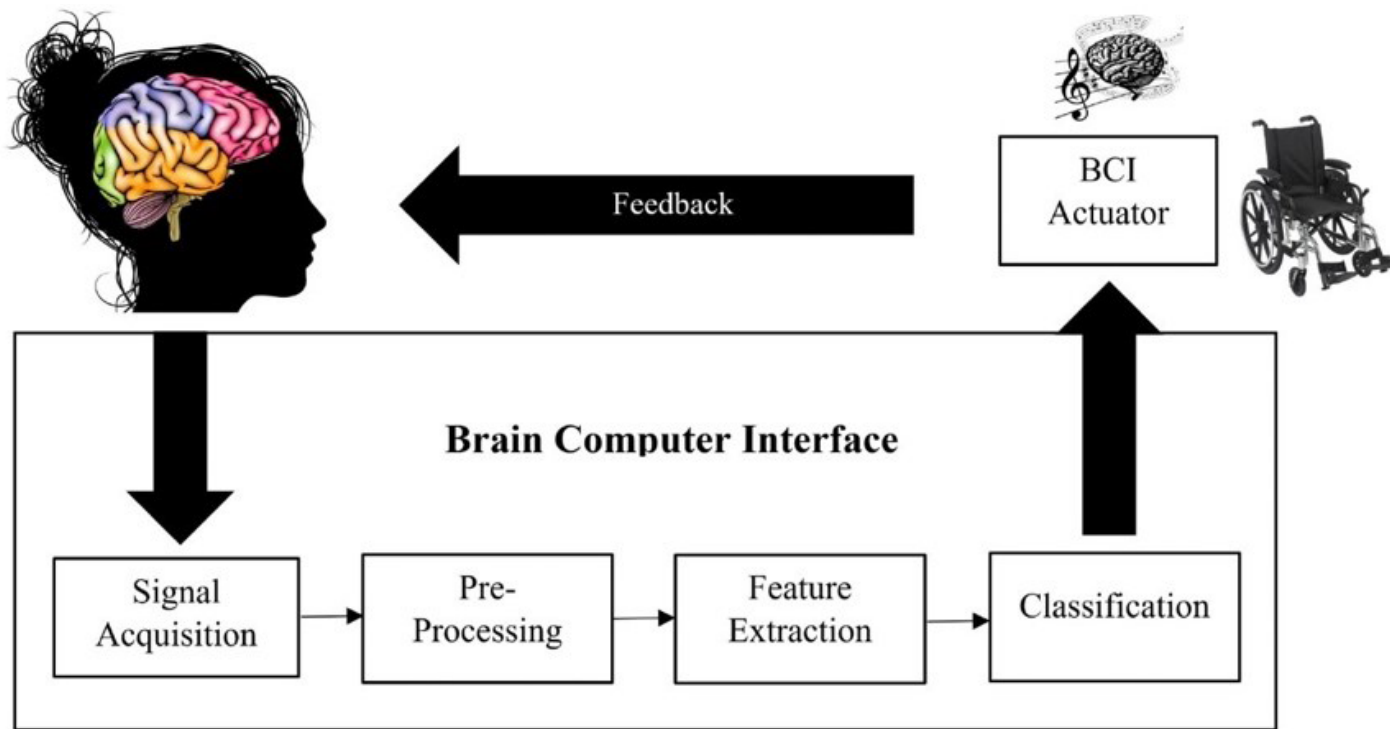 Feedback
BCI
Actuator
Brain Computer Interface
Signal
Acquisition
Pre-
Processing
Feature
Extraction
Classification